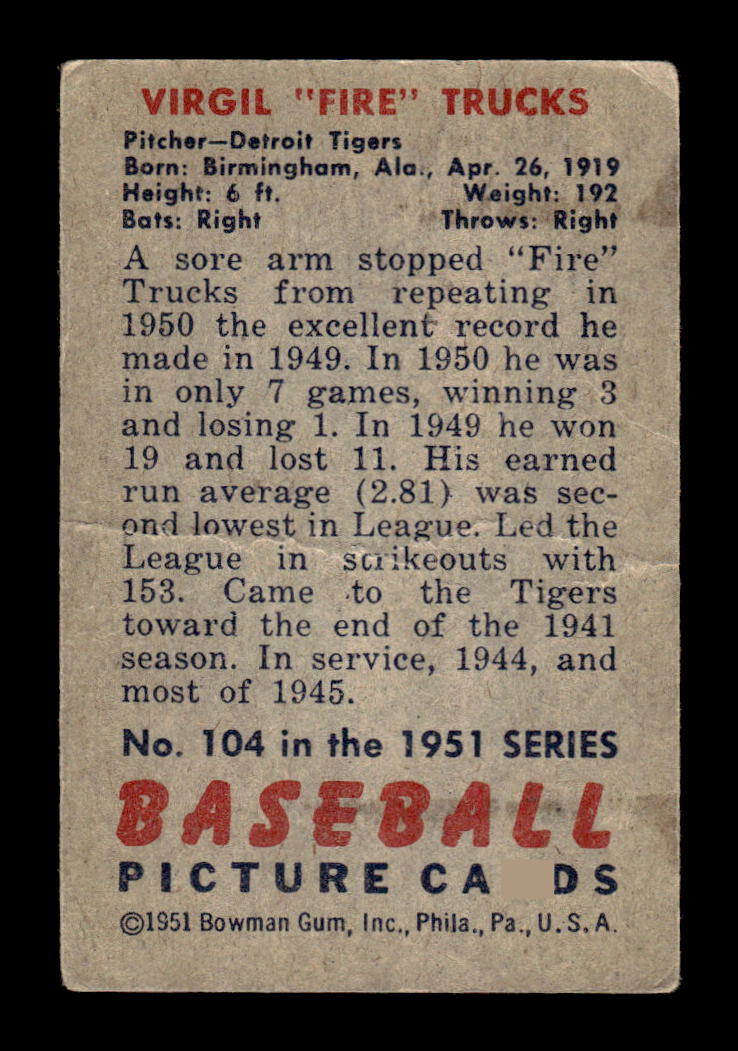 VIRGIL "FIRE" TRUCKS
Pitcher—Detroit Tigers
Born: Birmingham, Ala., Apr. 26, 1919
Height: 6 ft. Weight: 192
Bats: Right Throws: Right
A sore arm stopped "Fire"
Trucks from repeating in
1950 the excellent record he
made in 1949. In 1950 he was
in only 7 games, winning 3
and losing 1. In 1949 he won
19 and lost 11. His earned
run average (2.81) was sec-
ond lowest in League. Led the
League in strikeouts with
153. Came to the Tigers
toward the end of the 1941
season. In service, 1944, and
most of 1945.
No. 104 in the 1951 SERIES
BASEBALL
PICTURE
©1951 Bowman Gum, Inc., Phila., Pa., U.S.A.